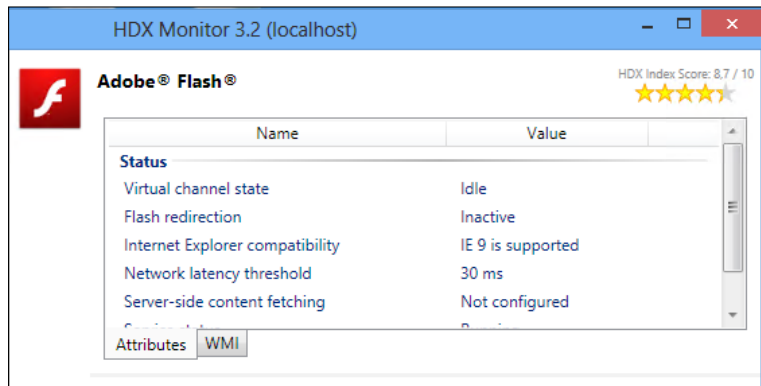 HDX Monitor 3.2 (localhost)
Adobe® Flash®
HDX Index Score: 8,7 / 10
Name Value
Status
Virtual channel state Idle
Flash redirection Inactive
Internet Explorer compatibility IE 9 is supported
Network latency threshold 30 ms
Server-side content fetching Not configured
Attributes WMI